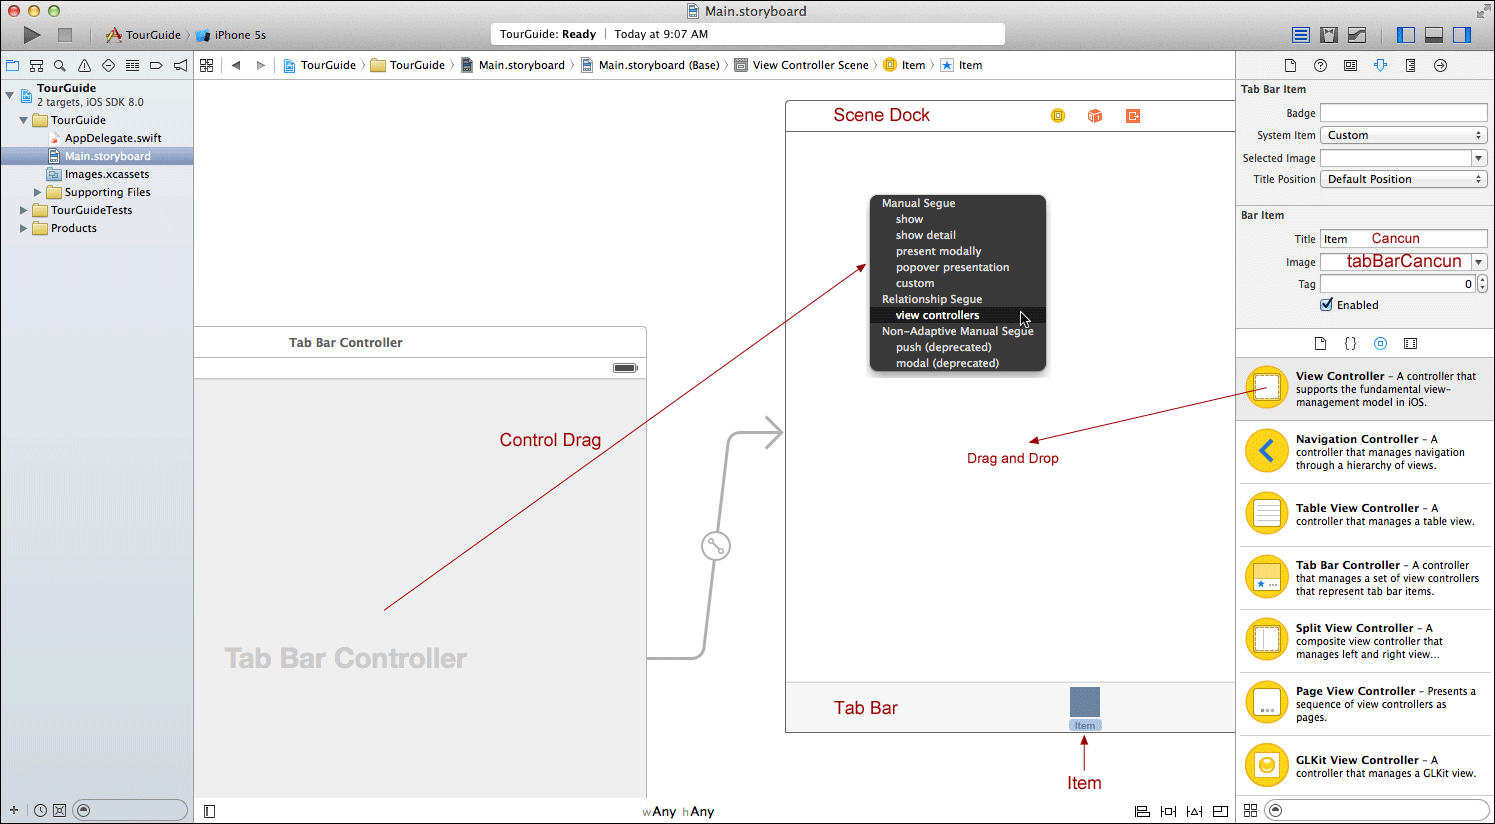 Main.storyboard
TourGuide iPhone 5s
TourGuide: Ready Today at 9:07 AM
TourGuide TourGuide Main.storyboard Main.storyboard (Base) View Controller Scene Item Item
TourGuide
2 targets, iOS SDK 8.0
TourGuide
AppDelegate.swift
Main.storyboard
Images.xcassets
Supporting Files
TourGuideTests
Products
Tab Bar Controller
Control Drag
Tab Bar Controller
Scene Dock
Manual Segue
show
show detail
present modally
popover presentation
custom
Relationship Segue
view controllers
Non-Adaptive Manual Segue
push (deprecated)
modal (deprecated)
Drag and Drop
Tab Bar
Item
Item
wAny hAny
Tab Bar Item
Badge
System Item Custom
Selected Image
Title Position Default Position
Bar Item
Title Item Cancun
Image tabBarCancun
Tag 0
Enabled
View Controller – A controller that
supports the fundamental view-
management model in iOS.
Navigation Controller – A
controller that manages navigation
through a hierarchy of views.
Table View Controller – A
controller that manages a table view.
Tab Bar Controller – A controller
that manages a set of view controllers
that represent tab bar items.
Split View Controller – A
composite view controller that
manages left and right view...
Page View Controller – Presents a
sequence of view controllers as
pages.
GLKit View Controller – A
controller that manages a GLKit view.